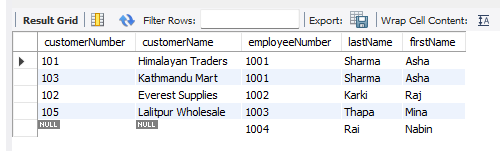 Result Grid Filter Rows: Export: Wrap Cell Content: IA
customerNumber customerName employeeNumber lastName firstName
101 Himalayan Traders 1001 Sharma Asha
103 Kathmandu Mart 1001 Sharma Asha
102 Everest Supplies 1002 Karki Raj
105 Lalitpur Wholesale 1003 Thapa Mina
NULL NULL 1004 Rai Nabin